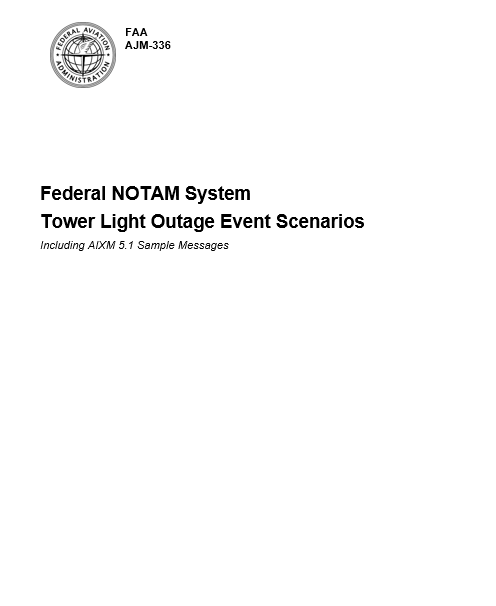 FEDERAL AVIATION
ADMINISTRATION
FAA
AJM-336
Federal NOTAM System
Tower Light Outage Event Scenarios
Including AIXM 5.1 Sample Messages